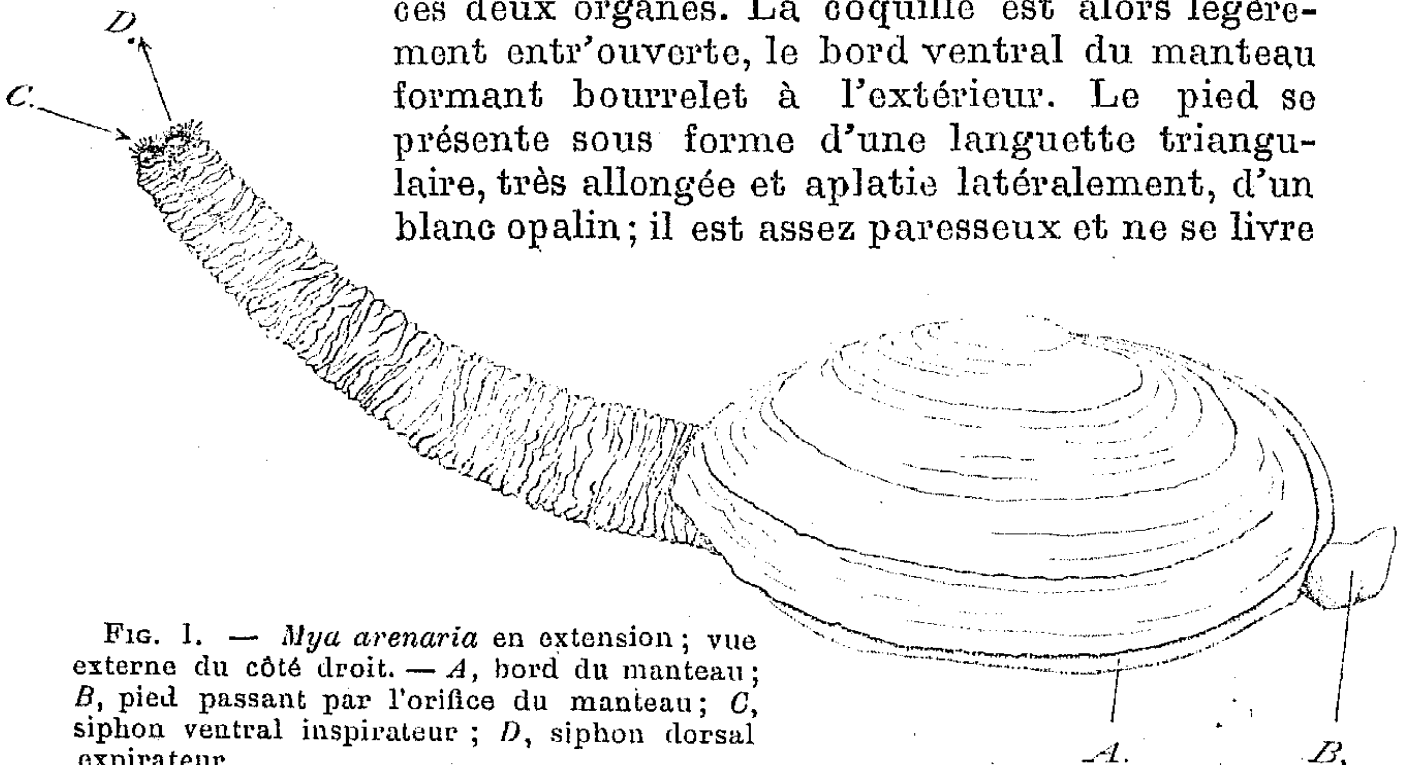 D.
C.
ces deux organes. La coquille est alors légère-
ment entr'ouverte, le bord ventral du manteau
formant bourrelet à l'extérieur. Le pied se
présente sous forme d'une languette triangu-
laire, très allongée et aplatie latéralement, d'un
blanc opalin; il est assez paresseux et ne se livre
FIG. 1. — Mya arenaria en extension; vue
externe du côté droit. — A, bord du manteau;
B, pied passant par l'orifice du manteau; C,
siphon ventral inspirateur; D, siphon dorsal
expirateur
A.
B.